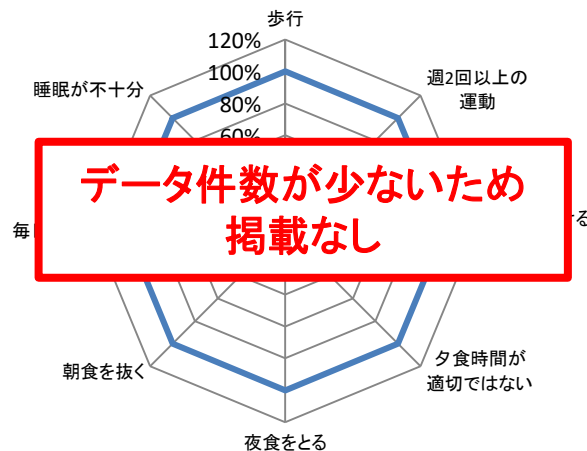 歩行
120%
100%
80%
60%
週2回以上の
運動
睡眠が不十分
データ件数が少ないため
掲載なし
毎
る
夕食時間が
適切ではない
朝食を抜く
夜食をとる